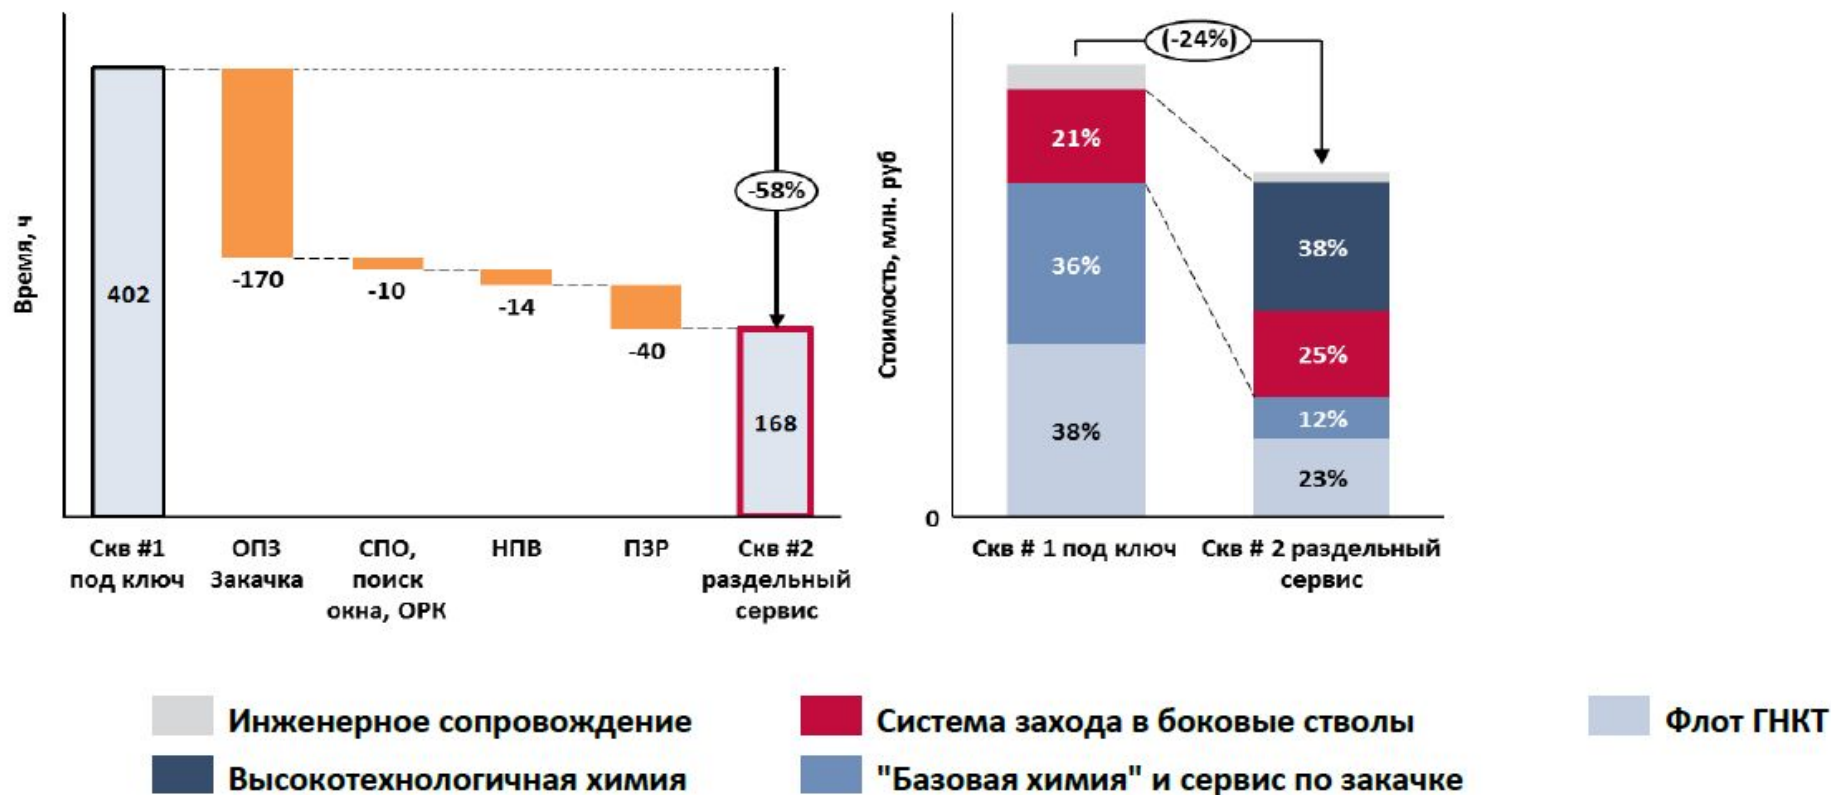 Время, ч
402
-170
-10
-14
-40
-58%
168
Скв #1
под ключ
ОПЗ
Закачка
СПО,
поиск
окна, ОРК
НПВ
ПЗР
Скв #2
раздельный
сервис
Стоимость, млн. руб
0
(-24%)
21%
36%
38%
38%
25%
12%
23%
Скв # 1 под ключ
Скв # 2 раздельный
сервис
Инженерное сопровождение
Система захода в боковые стволы
Флот ГНКТ
Высокотехнологичная химия
"Базовая химия" и сервис по закачке